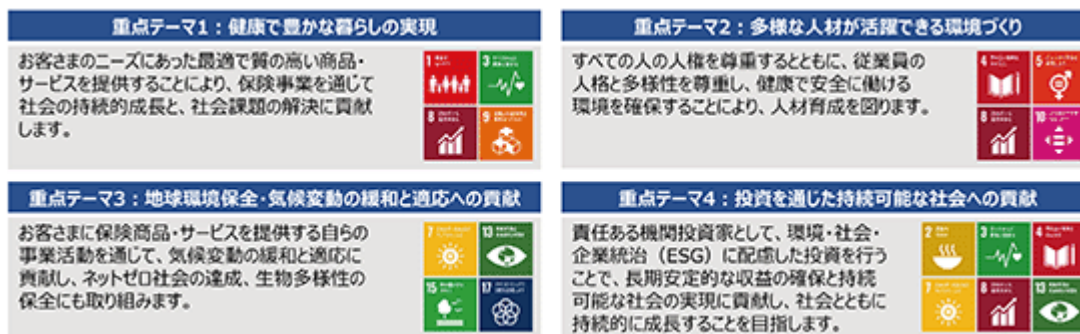 重点テーマ1：健康で豊かな暮らしの実現
お客さまのニーズにあった最適で質の高い商品・
サービスを提供することにより、保険事業を通じて
社会の持続的成長と、社会課題の解決に貢献
します。
1
3
8
9
重点テーマ2：多様な人材が活躍できる環境づくり
すべての人の人権を尊重するとともに、従業員の
人格と多様性を尊重し、健康で安全に働ける
環境を確保することにより、人材育成を図ります。
4
5
8
10
重点テーマ3：地球環境保全・気候変動の緩和と適応への貢献
お客さまに保険商品・サービスを提供する自らの
事業活動を通じて、気候変動の緩和と適応に
貢献し、ネットゼロ社会の達成、生物多様性の
保全にも取り組みます。
7
13
15
17
重点テーマ4：投資を通じた持続可能な社会への貢献
責任ある機関投資家として、環境・社会・
企業統治（ESG）に配慮した投資を行う
ことで、長期安定的な収益の確保と持続
可能な社会の実現に貢献し、社会とともに
持続的に成長することを目指します。
2
3
4
7
8
13